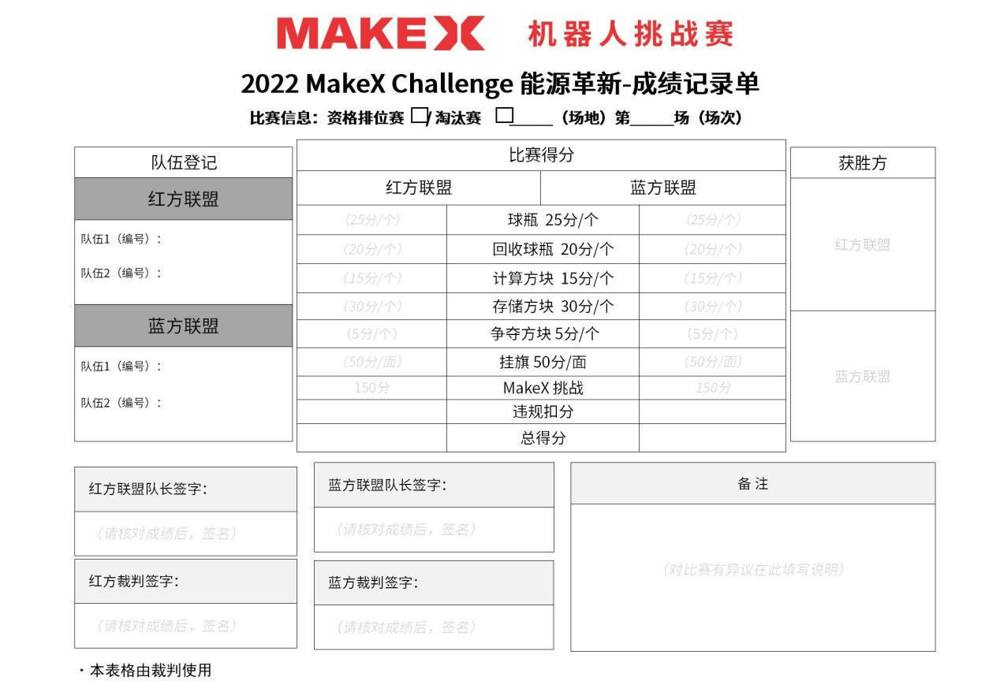 MAKEX 机器人挑战赛
2022 MakeX Challenge 能源革新-成绩记录单
比赛信息：资格排位赛 □/ 淘汰赛 □______（场地）第______场（场次）
队伍登记
红方联盟
队伍1（编号）：
队伍2（编号）：
蓝方联盟
队伍1（编号）：
队伍2（编号）：
比赛得分
红方联盟 蓝方联盟
（25分/个） 球瓶 25分/个 （25分/个）
（20分/个） 回收球瓶 20分/个 （20分/个）
（15分/个） 计算方块 15分/个 （15分/个）
（30分/个） 存储方块 30分/个 （30分/个）
（5分/个） 争夺方块 5分/个 （5分/个）
（50分/面） 挂旗 50分/面 （50分/面）
150分 MakeX 挑战 150分
违规扣分
总得分
获胜方
红方联盟
蓝方联盟
红方联盟队长签字：
（请核对成绩后，签名）
红方裁判签字：
（请核对成绩后，签名）
蓝方联盟队长签字：
（请核对成绩后，签名）
蓝方裁判签字：
（请核对成绩后，签名）
备 注
（对比赛有异议在此填写说明）
·本表格由裁判使用